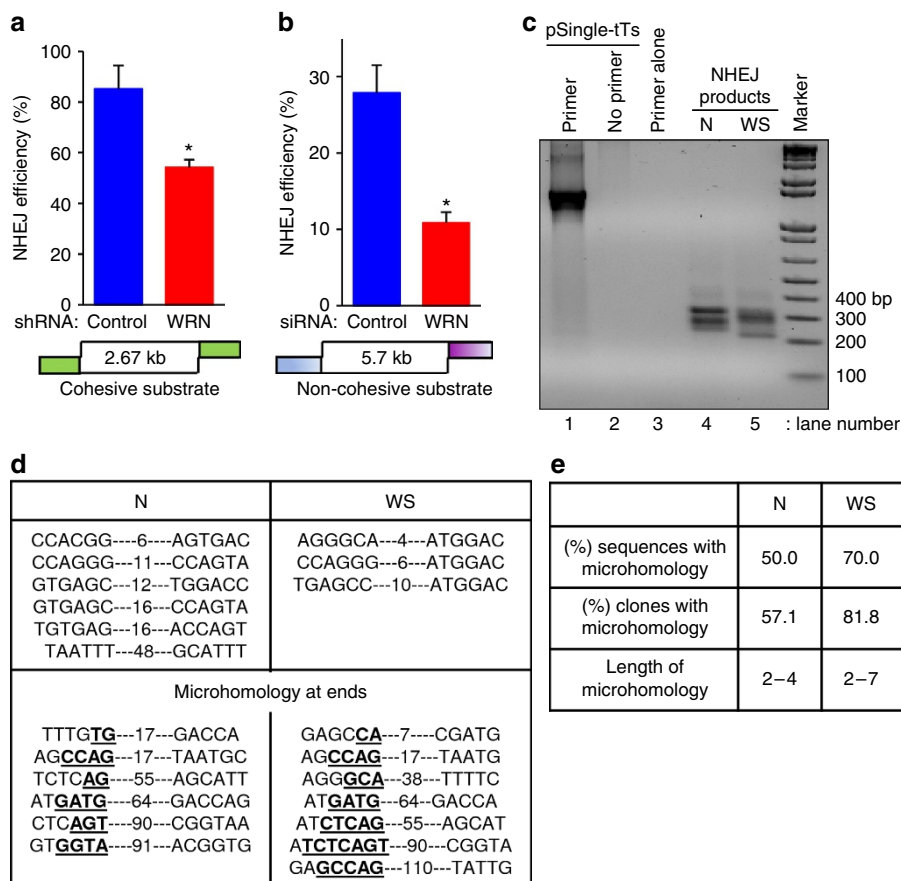 a
100
80
60
40
20
0
NHEJ efficiency (%)
*
shRNA: Control WRN
2.67 kb
Cohesive substrate
b
30
20
10
0
NHEJ efficiency (%)
*
siRNA: Control WRN
5.7 kb
Non-cohesive substrate
c
pSingle-tTs
Primer
No primer
Primer alone
NHEJ
products
N WS
Marker
400 bp
300
200
100
1 2 3 4 5 : lane number
d
N WS
CCACGG----6----AGTGAC AGGGCA---4---ATGGAC
CCAGGG---11---CCAGTA CCAGGG---6---ATGGAC
GTGAGC---12---TGGACC TGAGCC---10---ATGGAC
GTGAGC---16---CCAGTA
TGTGAG---16---ACCAGT
TAATTT---48---GCATTT
Microhomology at ends
TTTGTG---17----GACCA GAGCCA---7----CGATG
AGCCAG---17---TAATGC AGCCAG---17---TAATG
TCTCAG---55---AGCATT AGGGCA---38---TTTTC
ATGATG----64---GACCAG ATGATG---64---GACCA
CTCAGT----90---CGGTAA ATCTCAG---55---AGCAT
GTGGTA---91---ACGGTG ATCTCAGT---90---CGGTA
GAGCCAG---110---TATTG
e
N WS
(%) sequences with
microhomology
50.0 70.0
(%) clones with
microhomology
57.1 81.8
Length of
microhomology
2–4 2–7